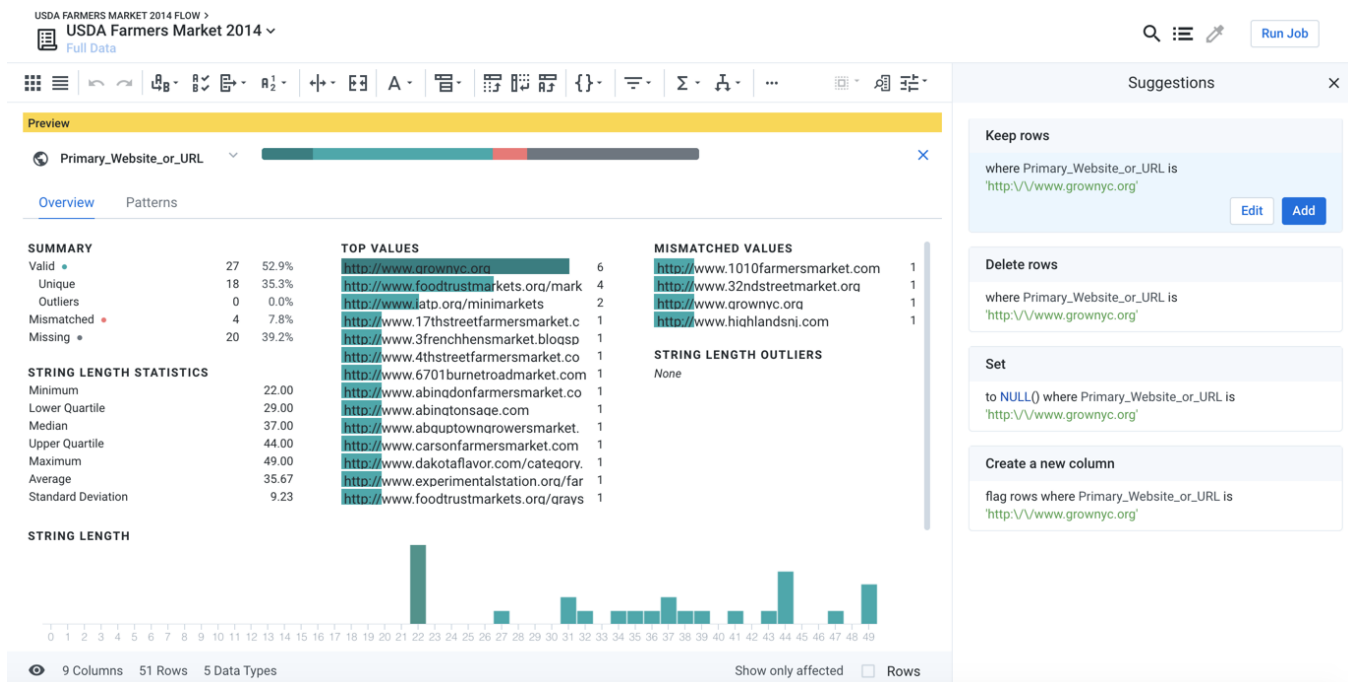 USDA FARMERS MARKET 2014 FLOW >
USDA Farmers Market 2014
Full Data
Run Job
Suggestions
Preview
Primary_Website_or_URL
Overview Patterns
SUMMARY
Valid 27 52.9%
Unique 18 35.3%
Outliers 0 0.0%
Mismatched 4 7.8%
Missing 20 39.2%
STRING LENGTH STATISTICS
Minimum 22.00
Lower Quartile 29.00
Median 37.00
Upper Quartile 44.00
Maximum 49.00
Average 35.67
Standard Deviation 9.23
TOP VALUES
http://www.grownyc.org 6
http://www.foodtrustmarkets.org/mark 4
http://www.iatp.org/minimarkets 2
http://www.17thstreetfarmersmarket.c 1
http://www.3frenchhensmarket.blogsp 1
http://www.4thstreetfarmersmarket.co 1
http://www.6701burnetroadmarket.com 1
http://www.abingdonfarmersmarket.co 1
http://www.abingtonsage.com 1
http://www.abquptowngrowersmarket. 1
http://www.carsonfarmersmarket.com 1
http://www.dakotaflavor.com/category. 1
http://www.experimentalstation.org/far 1
http://www.foodtrustmarkets.org/grays 1
MISMATCHED VALUES
http://www.1010farmersmarket.com 1
http://www.32ndstreetmarket.org 1
http://www.grownyc.org 1
http://www.highlandsnj.com 1
STRING LENGTH OUTLIERS
None
STRING LENGTH
0 1 2 3 4 5 6 7 8 9 10 11 12 13 14 15 16 17 18 19 20 21 22 23 24 25 26 27 28 29 30 31 32 33 34 35 36 37 38 39 40 41 42 43 44 45 46 47 48 49
9 Columns 51 Rows 5 Data Types
Show only affected Rows
Keep rows
where Primary_Website_or_URL is
'http:\/\/www.grownyc.org'
Edit Add
Delete rows
where Primary_Website_or_URL is
'http:\/\/www.grownyc.org'
Set
to NULL() where Primary_Website_or_URL is
'http:\/\/www.grownyc.org'
Create a new column
flag rows where Primary_Website_or_URL is
'http:\/\/www.grownyc.org'